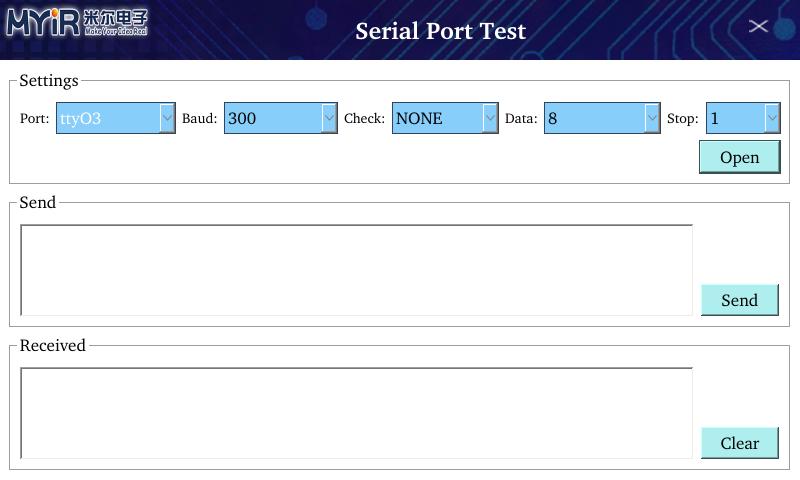 MYiR 米尔电子
Make Your Idea Real
Serial Port Test
Settings
Port: ttyO3 Baud: 300 Check: NONE Data: 8 Stop: 1
Open
Send
Send
Received
Clear